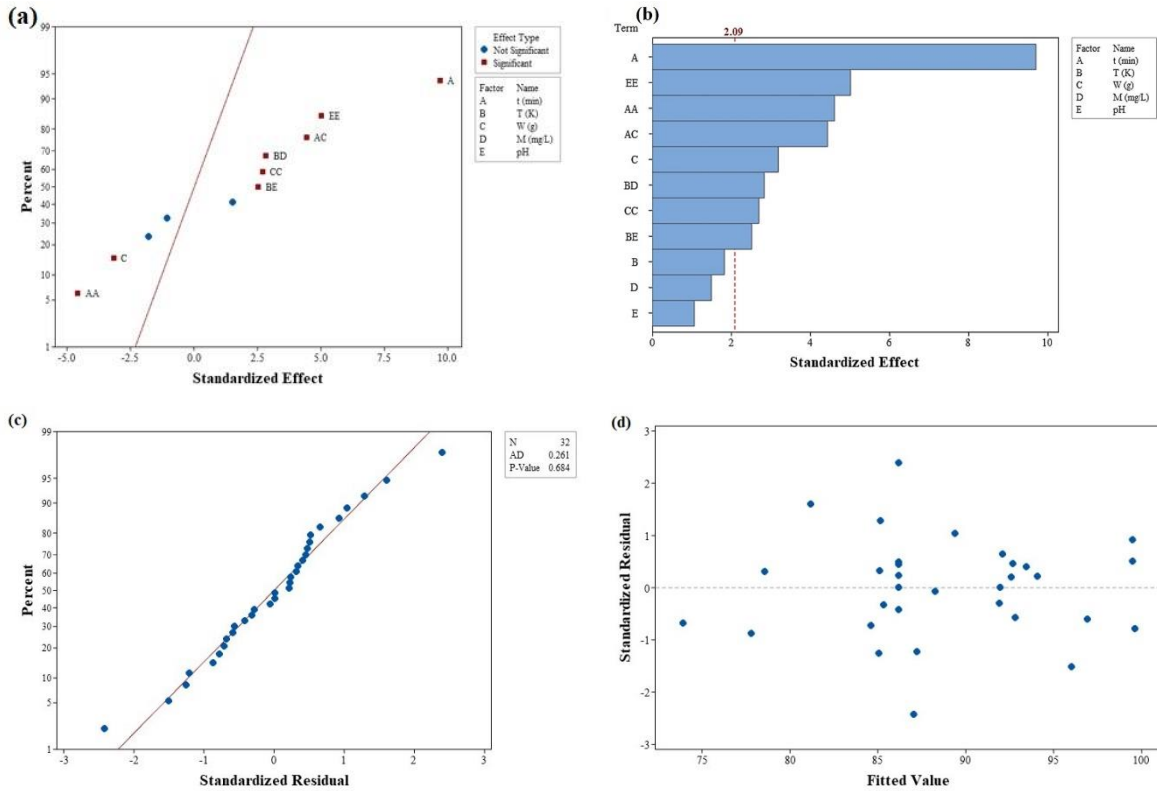 (a)
99
95
90
80
70
60
50
40
30
20
10
5
1
Percent
-5.0 -2.5 0.0 2.5 5.0 7.5 10.0
Standardized Effect
A
EE
AC
BD
CC
BE
C
AA
Effect Type
Not Significant
Significant
Factor Name
A t (min)
B T (K)
C W (g)
D M (mg/L)
E pH
(b)
Term
2.09
A
EE
AA
AC
C
BD
CC
BE
B
D
E
0 2 4 6 8 10
Standardized Effect
Factor Name
A t (min)
B T (K)
C W (g)
D M (mg/L)
E pH
(c)
99
95
90
80
70
60
50
40
30
20
10
5
1
Percent
-3 -2 -1 0 1 2 3
Standardized Residual
N 32
AD 0.261
P-Value 0.684
(d)
3
2
1
0
-1
-2
-3
Standardized Residual
75 80 85 90 95 100
Fitted Value